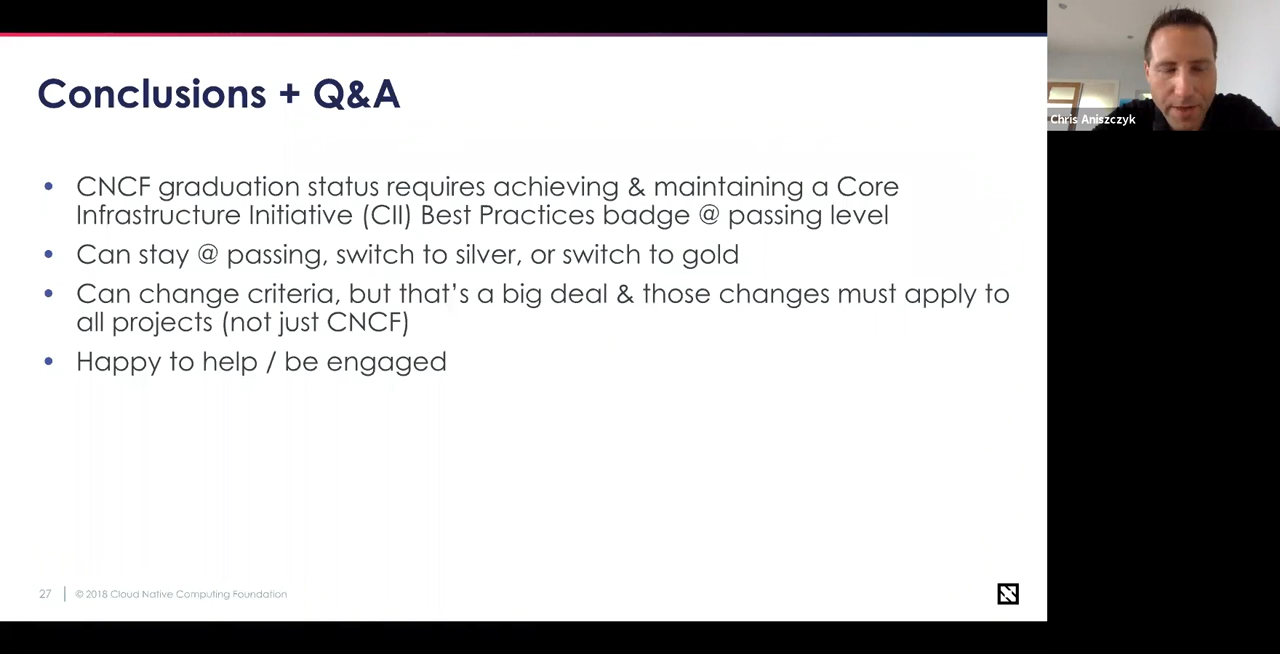 Conclusions + Q&A
• CNCF graduation status requires achieving & maintaining a Core
Infrastructure Initiative (CII) Best Practices badge @ passing level
• Can stay @ passing, switch to silver, or switch to gold
• Can change criteria, but that's a big deal & those changes must apply to
all projects (not just CNCF)
• Happy to help / be engaged
27 | © 2018 Cloud Native Computing Foundation
Chris Aniszczyk